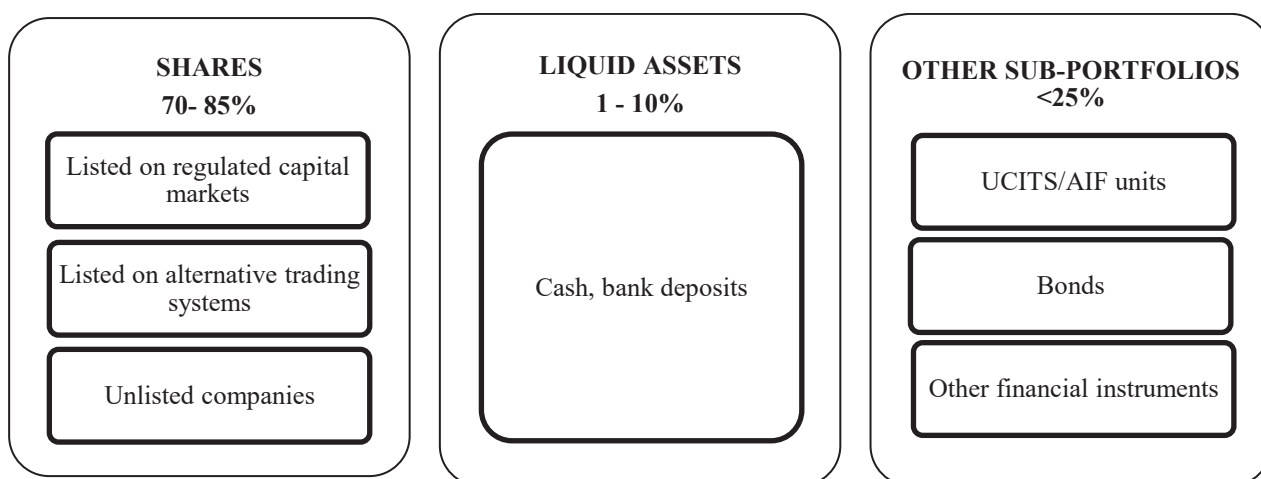 SHARES
70- 85%
Listed on regulated capital
markets
Listed on alternative trading
systems
Unlisted companies
LIQUID ASSETS
1 - 10%
Cash, bank deposits
OTHER SUB-PORTFOLIOS
<25%
UCITS/AIF units
Bonds
Other financial instruments